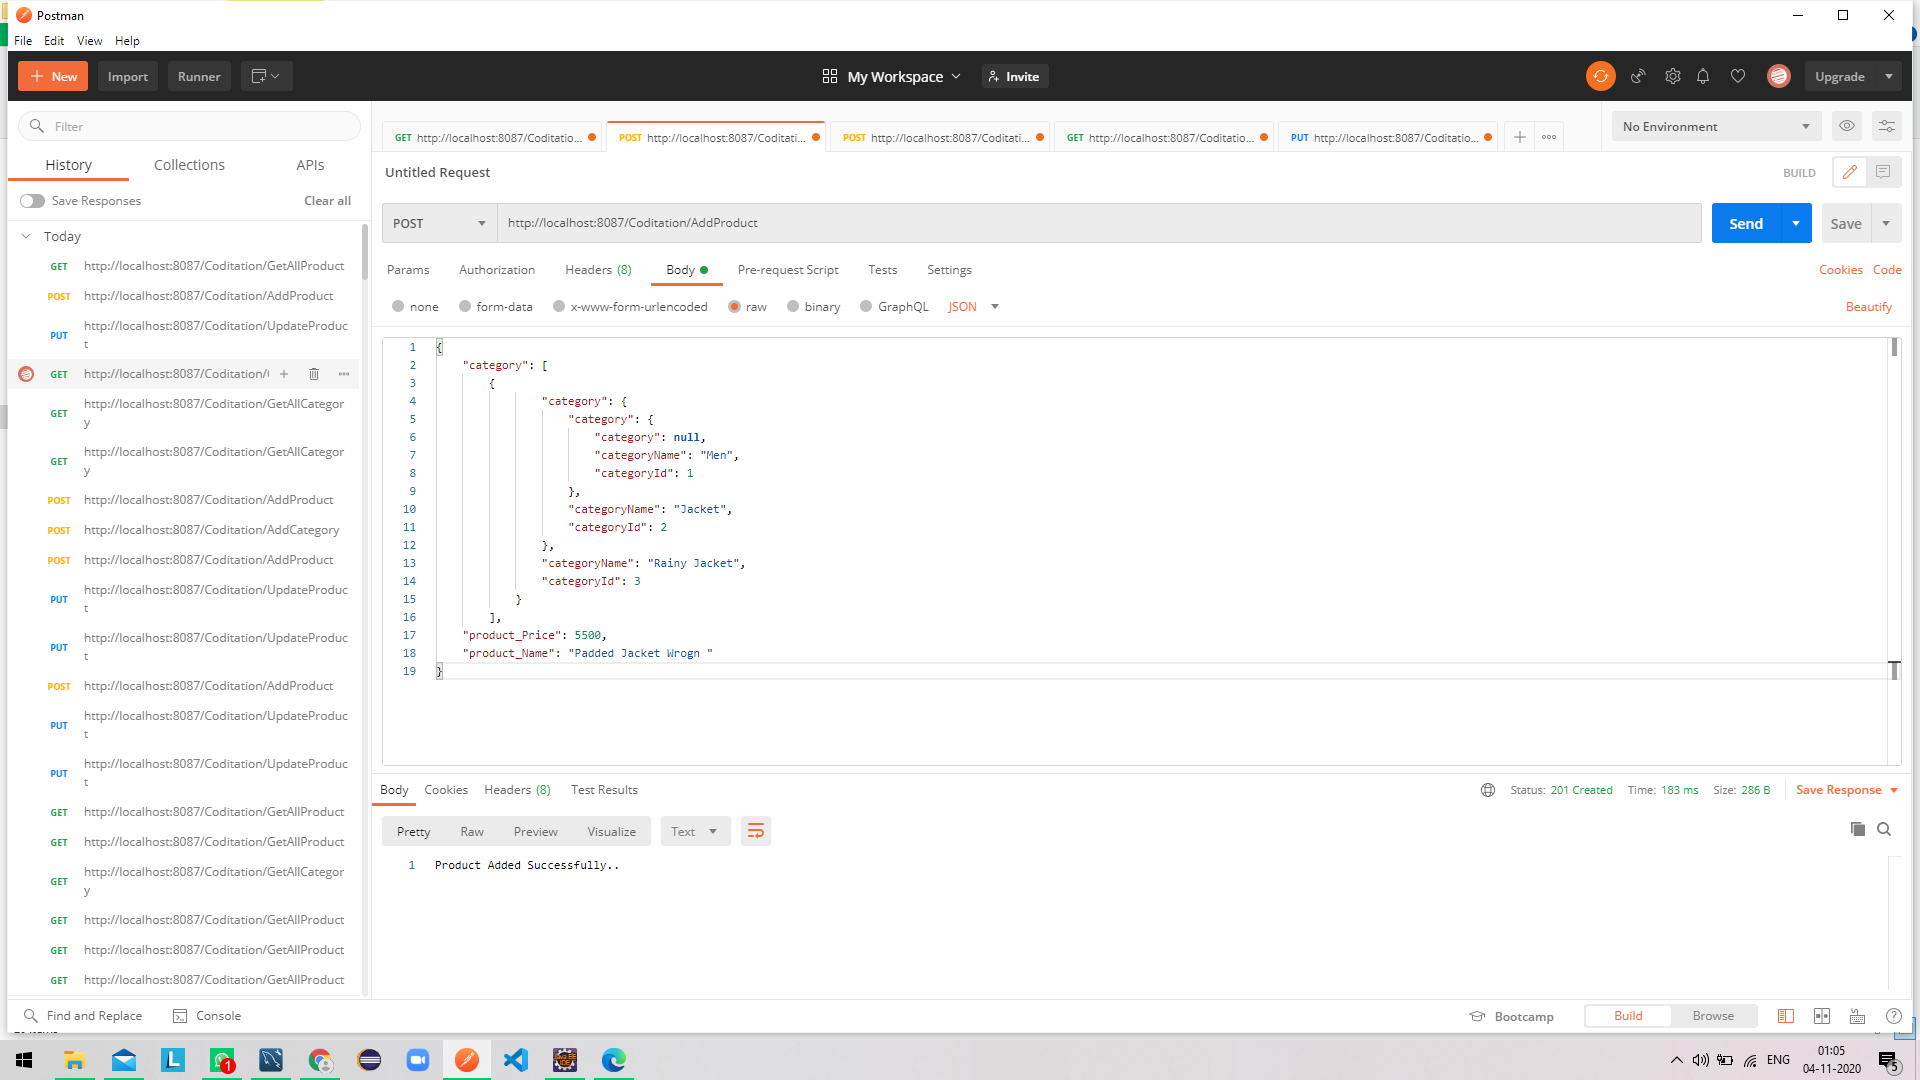 Postman
File Edit View Help
New Import Runner My Workspace Invite Upgrade
Filter
History Collections APIs
Save Responses Clear all
Today
GET http://localhost:8087/Coditation/GetAllProduct
POST http://localhost:8087/Coditation/AddProduct
PUT http://localhost:8087/Coditation/UpdateProduc
t
GET http://localhost:8087/Coditation/
GET http://localhost:8087/Coditation/GetAllCategor
y
GET http://localhost:8087/Coditation/GetAllCategor
y
POST http://localhost:8087/Coditation/AddProduct
POST http://localhost:8087/Coditation/AddCategory
POST http://localhost:8087/Coditation/AddProduct
PUT http://localhost:8087/Coditation/UpdateProduc
t
PUT http://localhost:8087/Coditation/UpdateProduc
t
POST http://localhost:8087/Coditation/AddProduct
PUT http://localhost:8087/Coditation/UpdateProduc
t
PUT http://localhost:8087/Coditation/UpdateProduc
t
GET http://localhost:8087/Coditation/GetAllProduct
GET http://localhost:8087/Coditation/GetAllProduct
GET http://localhost:8087/Coditation/GetAllCategor
y
GET http://localhost:8087/Coditation/GetAllProduct
GET http://localhost:8087/Coditation/GetAllProduct
GET http://localhost:8087/Coditation/GetAllProduct
GET http://localhost:8087/Coditatio... POST http://localhost:8087/Coditati... POST http://localhost:8087/Coditati... GET http://localhost:8087/Coditatio... PUT http://localhost:8087/Coditatio... No Environment
Untitled Request BUILD
POST http://localhost:8087/Coditation/AddProduct Send Save
Params Authorization Headers (8) Body Pre-request Script Tests Settings Cookies Code
none form-data x-www-form-urlencoded raw binary GraphQL JSON Beautify
1 {
2 "category": [
3 {
4 "category": {
5 "category": {
6 "category": null,
7 "categoryName": "Men",
8 "categoryId": 1
9 },
10 "categoryName": "Jacket",
11 "categoryId": 2
12 },
13 "categoryName": "Rainy Jacket",
14 "categoryId": 3
15 }
16 ],
17 "product_Price": 5500,
18 "product_Name": "Padded Jacket Wrogn "
19 }
Body Cookies Headers (8) Test Results Status: 201 Created Time: 183 ms Size: 286 B Save Response
Pretty Raw Preview Visualize Text
1 Product Added Successfully..
Find and Replace Console Bootcamp Build Browse
L 1 ENG 01:05
04-11-2020 5